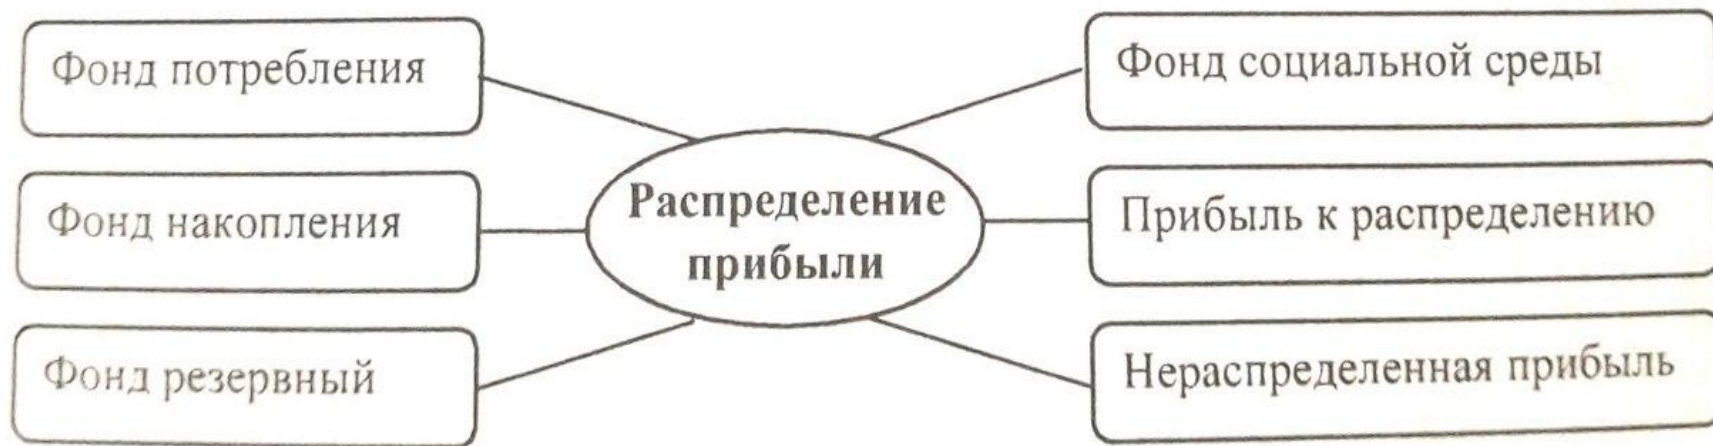 Фонд потребления
Фонд накопления
Фонд резервный
Распределение
прибыли
Фонд социальной среды
Прибыль к распределению
Нераспределенная прибыль